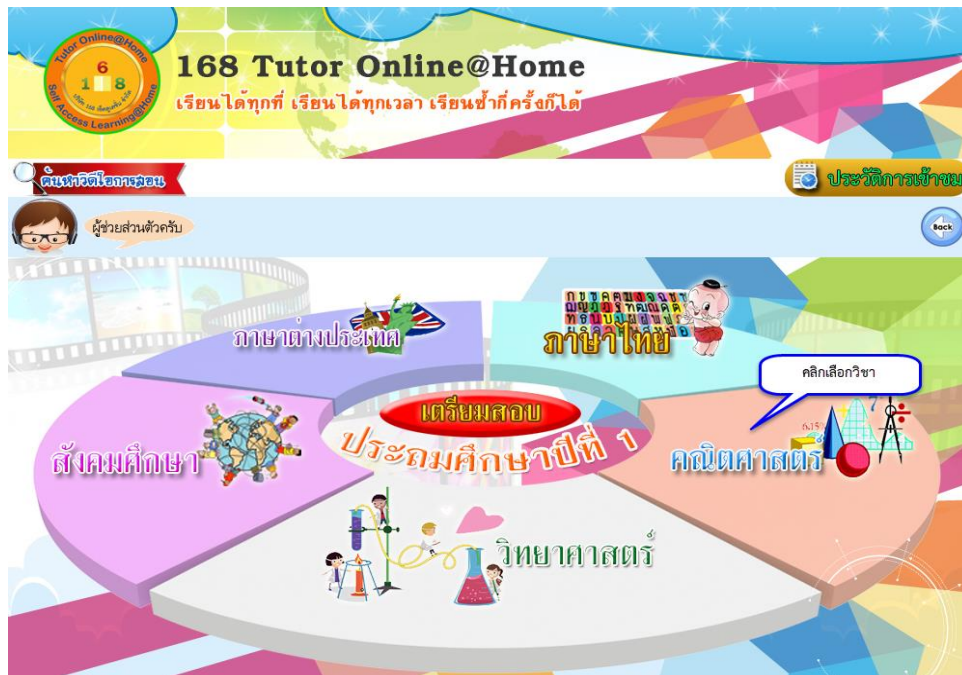 Tutor Online@Home
6
1 8
Self Access Learning@Home
168 Tutor Online@Home
เรียนได้ทุกที่ เรียนได้ทุกเวลา เรียนซ้ำกี่ครั้งก็ได้
ค้นหาวิดีโอการสอน
ประวัติการเข้าชม
ผู้ช่วยส่วนตัวครับ
Back
ภาษาต่างประเทศ
ภาษาไทย
คลิกเลือกวิชา
เตรียมสอบ
ประถมศึกษาปีที่ 1
สังคมศึกษา
คณิตศาสตร์
วิทยาศาสตร์